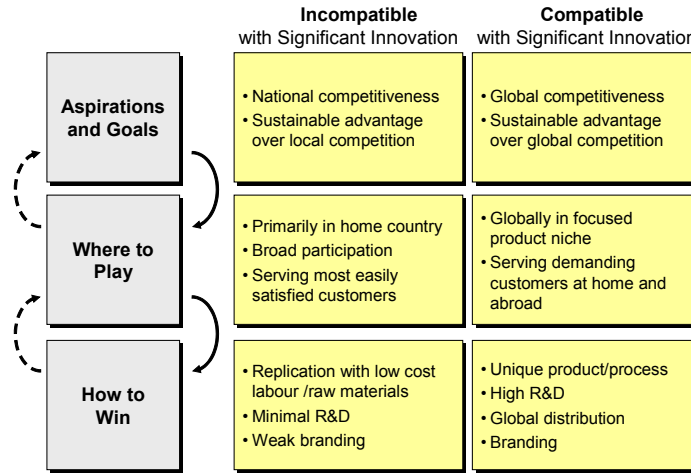 Incompatible
with Significant Innovation
Compatible
with Significant Innovation
Aspirations
and Goals
• National competitiveness
• Sustainable advantage
over local competition
• Global competitiveness
• Sustainable advantage
over global competition
Where to
Play
• Primarily in home country
• Broad participation
• Serving most easily
satisfied customers
• Globally in focused
product niche
• Serving demanding
customers at home and
abroad
How to
Win
• Replication with low cost
labour /raw materials
• Minimal R&D
• Weak branding
• Unique product/process
• High R&D
• Global distribution
• Branding